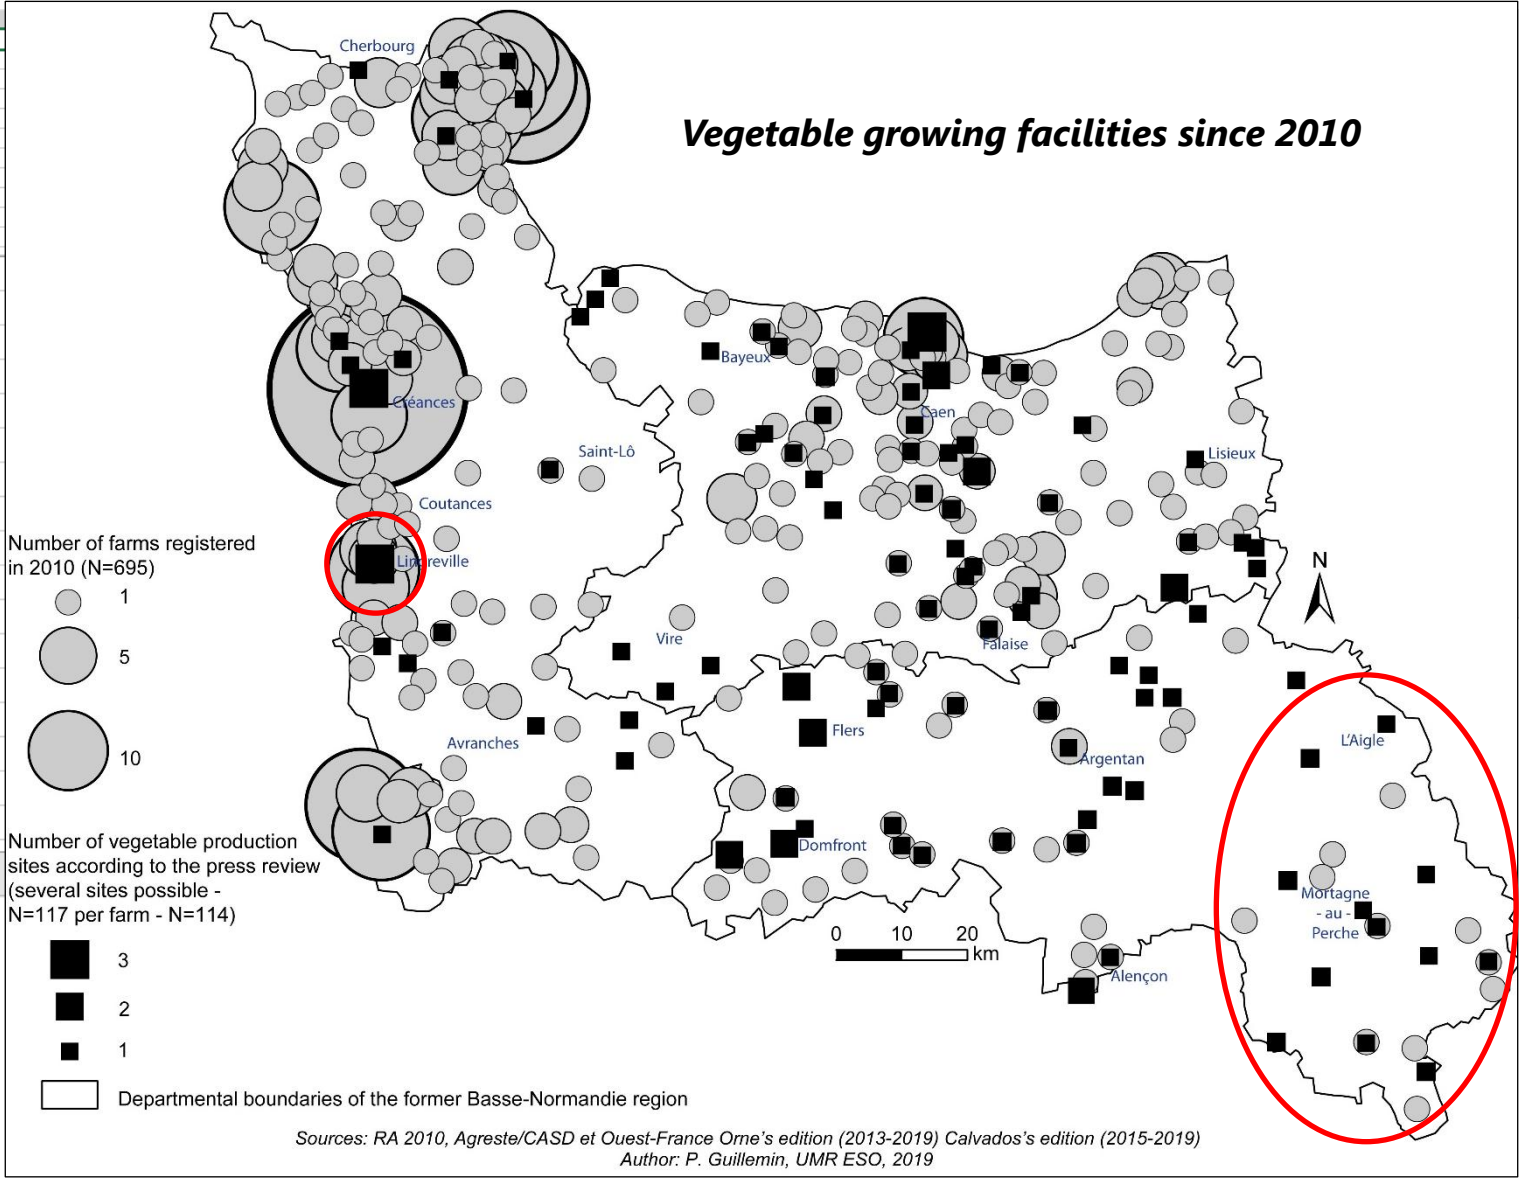 Cherbourg
Vegetable growing facilities since 2010
Bayeux
Créances
Caen
Saint-Lô
Lisieux
Coutances
Number of farms registered
in 2010 (N=695)
1
5
10
Lingreville
N
Vire
Falaise
Flers
L'Aigle
Avranches
Argentan
Number of vegetable production
sites according to the press review
(several sites possible -
N=117 per farm - N=114)
3
2
1
Domfront
Mortagne
- au -
Perche
0 10 20
km
Alençon
Departmental boundaries of the former Basse-Normandie region
Sources: RA 2010, Agreste/CASD et Ouest-France Orne's edition (2013-2019) Calvados's edition (2015-2019)
Author: P. Guillemin, UMR ESO, 2019